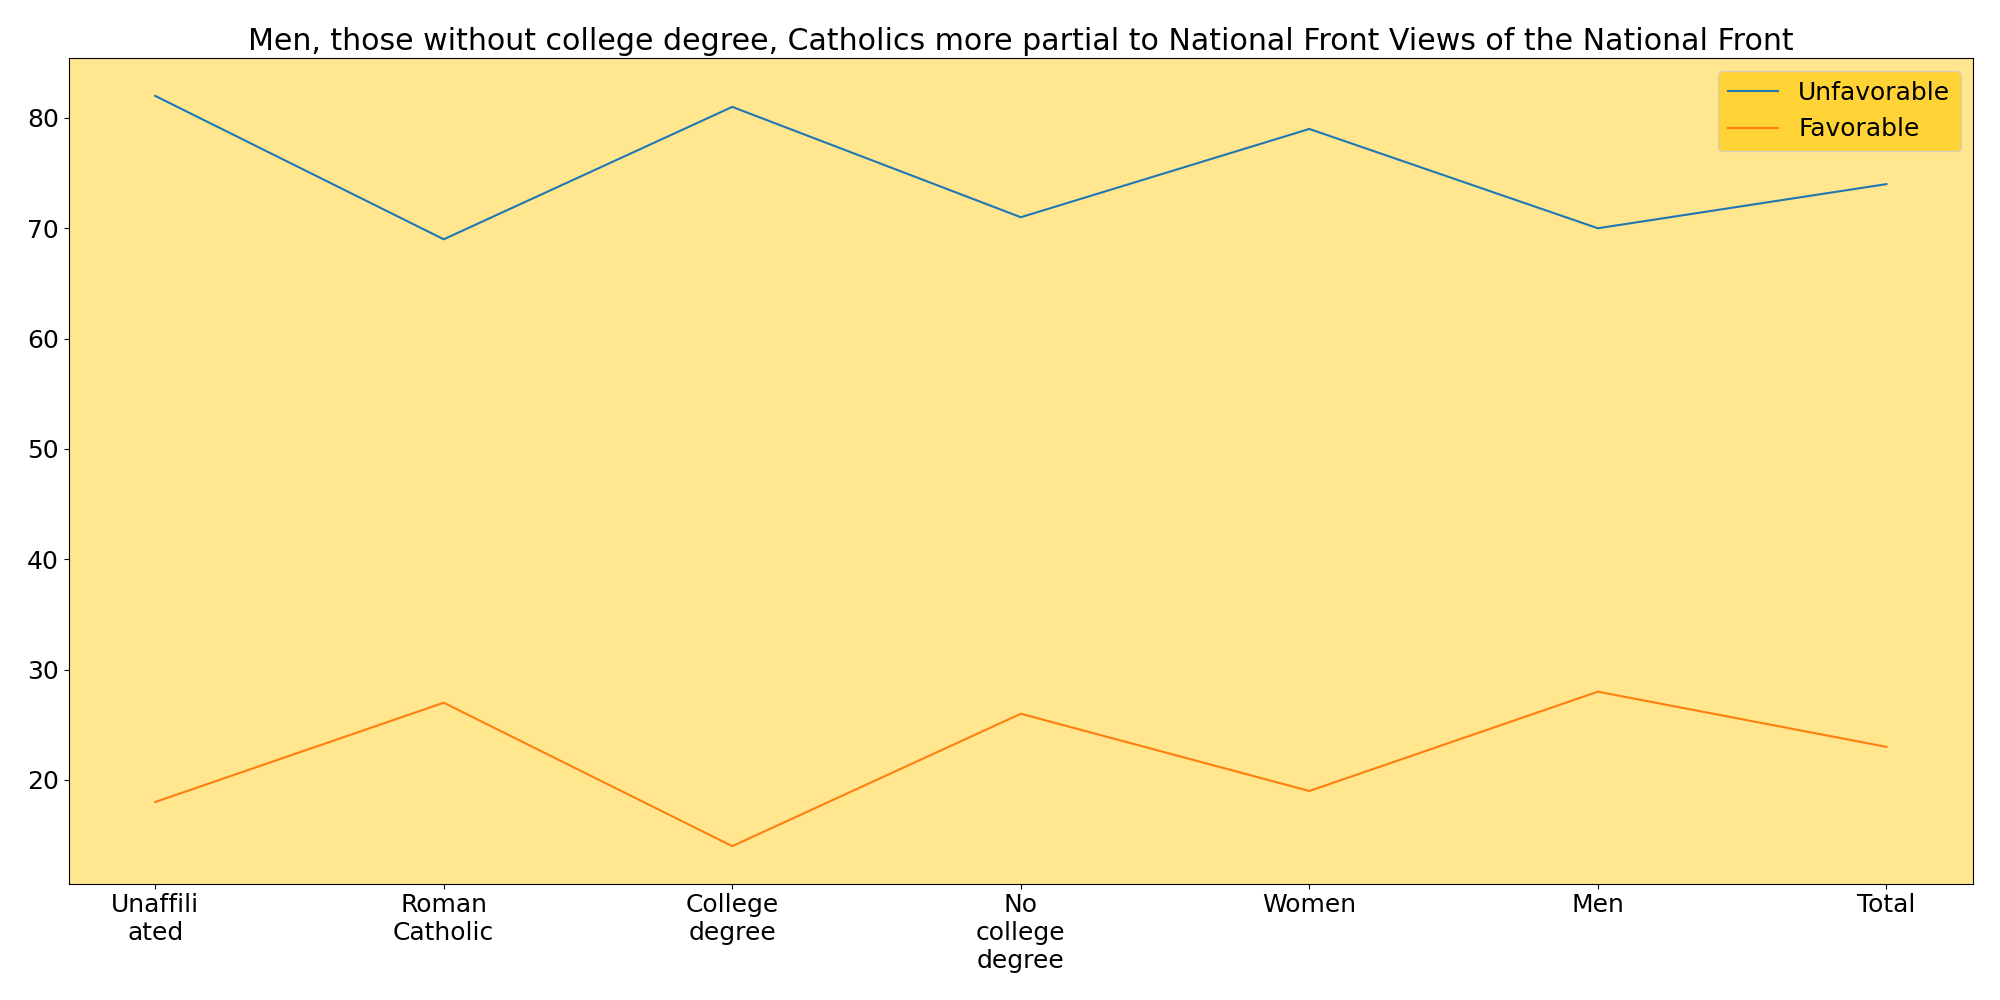 Men, those without college degree, Catholics more partial to National Front Views of the National Front
Unfavorable
Favorable
80
70
60
50
40
30
20
Unaffili
ated
Roman
Catholic
College
degree
No
college
degree
Women
Men
Total